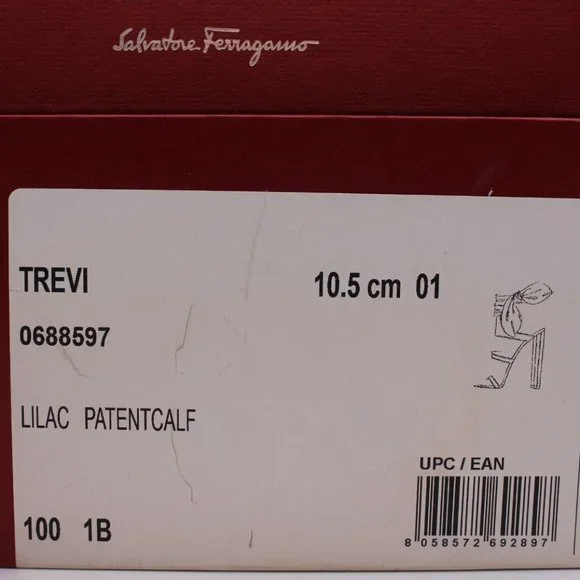 Salvatore Ferragamo
TREVI 10.5 cm 01
0688597
LILAC PATENTCALF
UPC / EAN
100 1B
8 058572 692897